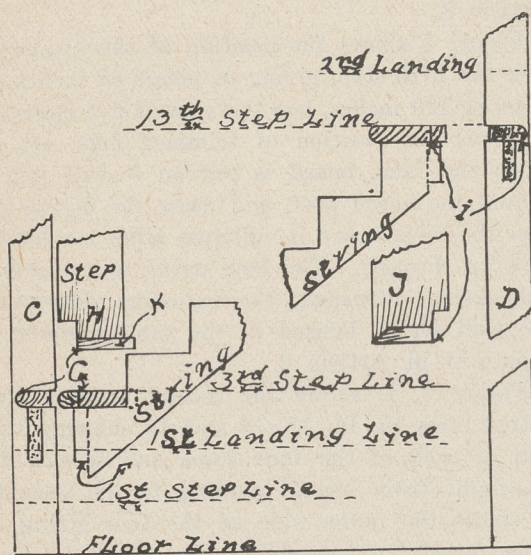 2nd Landing
13th Step Line
i
String
J
D
Step
C
H
K
G
String
3rd Step Line
1st Landing Line
F
1st Step Line
Floor Line